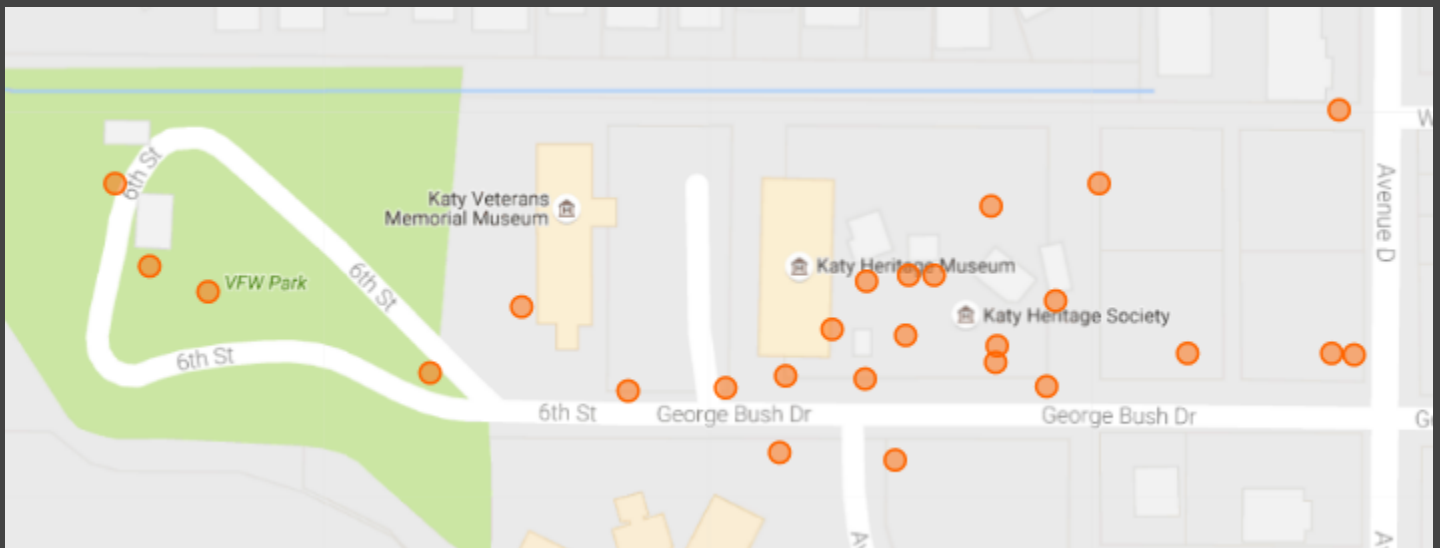 W
6th St
Avenue D
Katy Veterans
Memorial Museum
Katy Heritage Museum
VFW Park
6th St
Katy Heritage Society
6th St
6th St
George Bush Dr
George Bush Dr